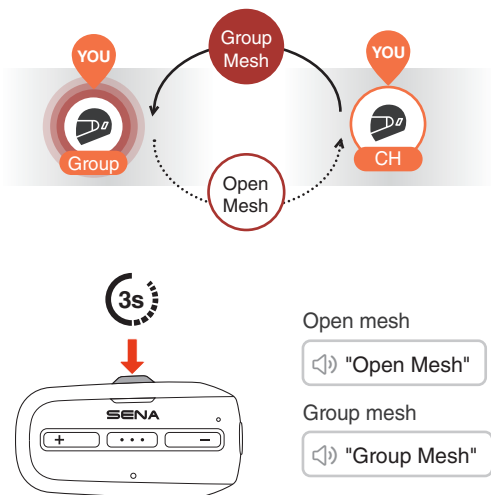 YOU
Group
Mesh
YOU
Group
CH
Open
Mesh
3s
SENA
+ ... −
Open mesh
"Open Mesh"
Group mesh
"Group Mesh"